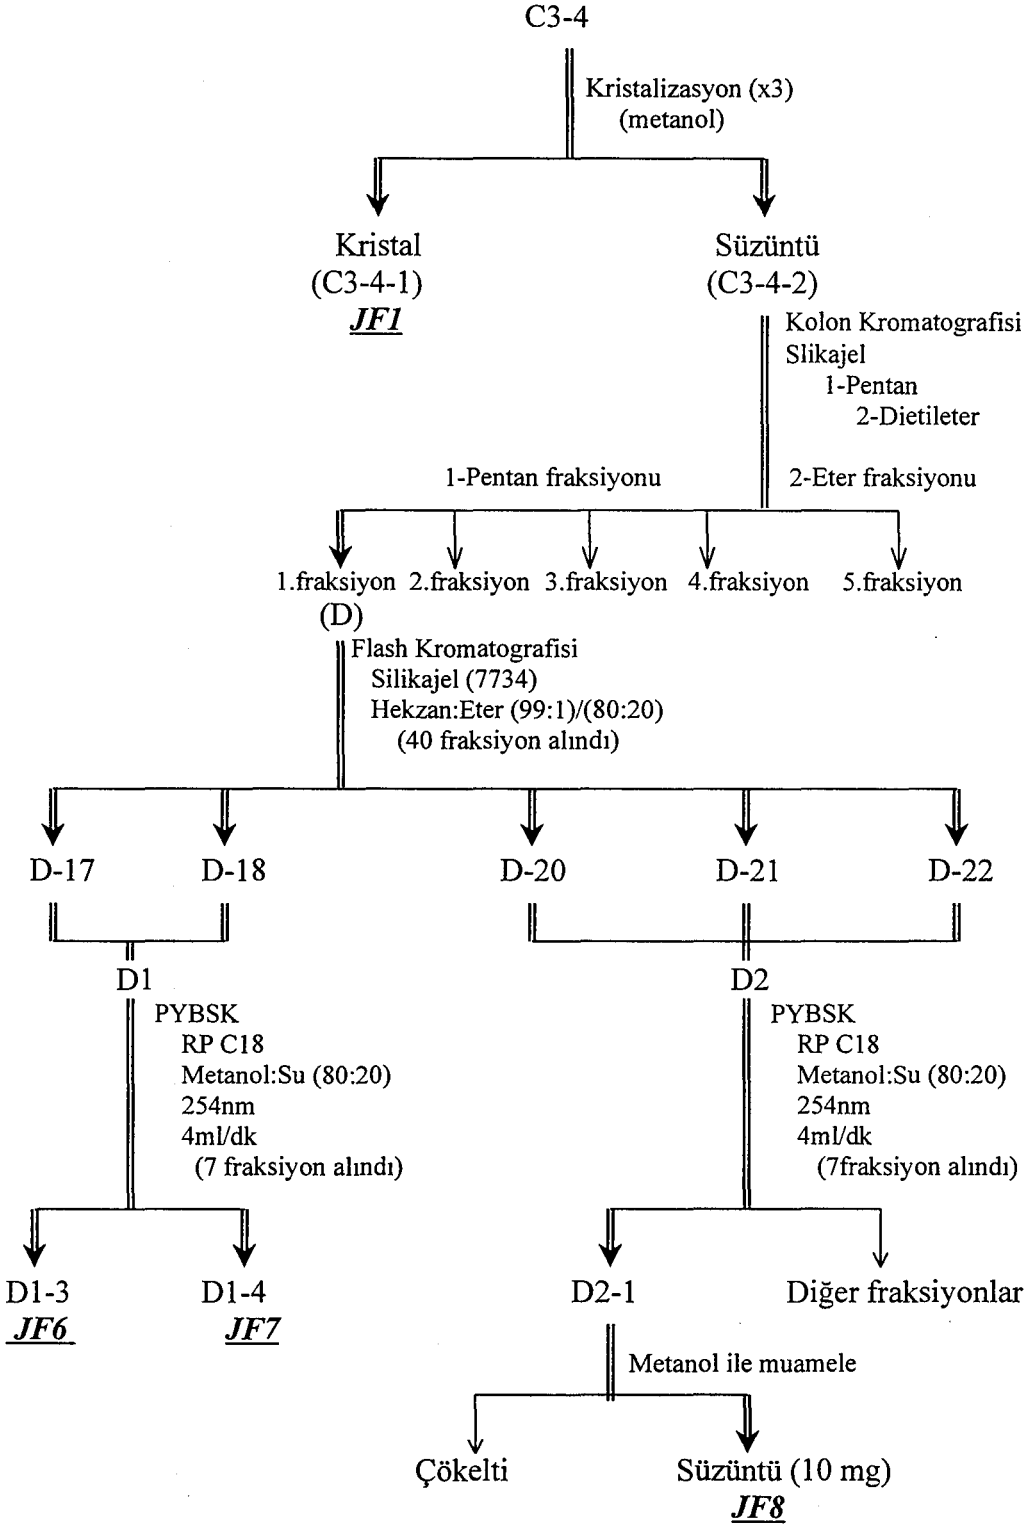 C3-4
Kristalizasyon (x3)
(metanol)
Kristal
(C3-4-1)
JF1
Süzüntü
(C3-4-2)
Kolon Kromatografisi
Slikajel
1-Pentan
2-Dietileter
1-Pentan fraksiyonu
2-Eter fraksiyonu
1.fraksiyon 2.fraksiyon 3.fraksiyon 4.fraksiyon 5.fraksiyon
(D)
Flash Kromatografisi
Silikajel (7734)
Hekzan:Eter (99:1)/(80:20)
(40 fraksiyon alındı)
D-17 D-18 D-20 D-21 D-22
D1
PYBSK
RP C18
Metanol:Su (80:20)
254nm
4ml/dk
(7 fraksiyon alındı)
D2
PYBSK
RP C18
Metanol:Su (80:20)
254nm
4ml/dk
(7fraksiyon alındı)
D1-3
JF6
D1-4
JF7
D2-1
Diğer fraksiyonlar
Metanol ile muamele
Çökelti
Süzüntü (10 mg)
JF8